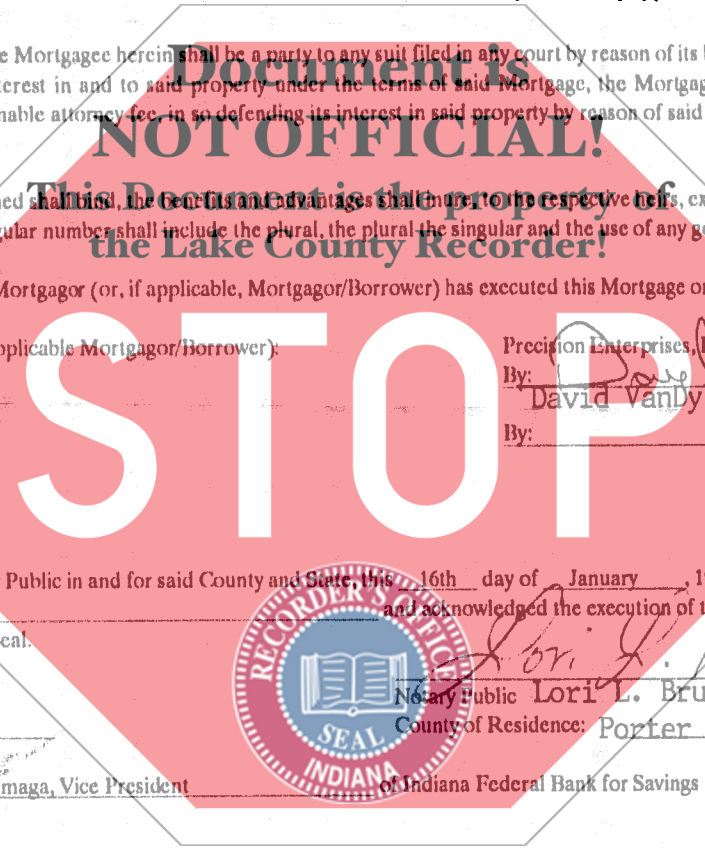 e Mortgagee herein shall be a party to any suit filed in any court by reason of its
Document is
erest in and to said property under the terms of said Mortgage, the Mortgag
nable attorney fee, in so defending its interest in said property by reason of said
NOT OFFICIAL!
ned shall bind, the benefits and advantages shall inure, to the respective heirs, ex
This Document is the property of
gular number shall include the plural, the plural the singular and the use of any ge
the Lake County Recorder!
Mortgagor (or, if applicable, Mortgagor/Borrower) has executed this Mortgage on
STOP
pplicable Mortgagor/Borrower):
Precision Enterprises,
By:
David VanDy
By:
Public in and for said County and State, this 16th day of January, 1
and acknowledged the execution of t
eal.
Lori L.
RECORDER'S OFFICE
SEAL
INDIANA
Notary Public Lori L. Bru
County of Residence: Porter
maga, Vice President of Indiana Federal Bank for Savings